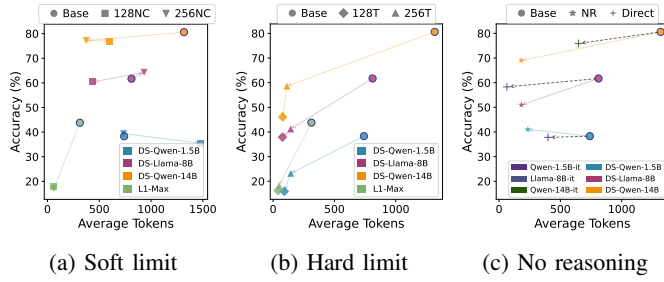 Base 128NC 256NC
Accuracy (%)
80
70
60
50
40
30
20
0 500 1000 1500
Average Tokens
DS-Qwen-1.5B
DS-Llama-8B
DS-Qwen-14B
L1-Max
(a) Soft limit
Base 128T 256T
Accuracy (%)
80
70
60
50
40
30
20
0 500 1000
Average Tokens
DS-Qwen-1.5B
DS-Llama-8B
DS-Qwen-14B
L1-Max
(b) Hard limit
Base NR Direct
Accuracy (%)
80
70
60
50
40
30
20
0 500 1000
Average Tokens
Qwen-1.5B-it DS-Qwen-1.5B
Llama-8B-it DS-Llama-8B
Qwen-14B-it DS-Qwen-14B
(c) No reasoning